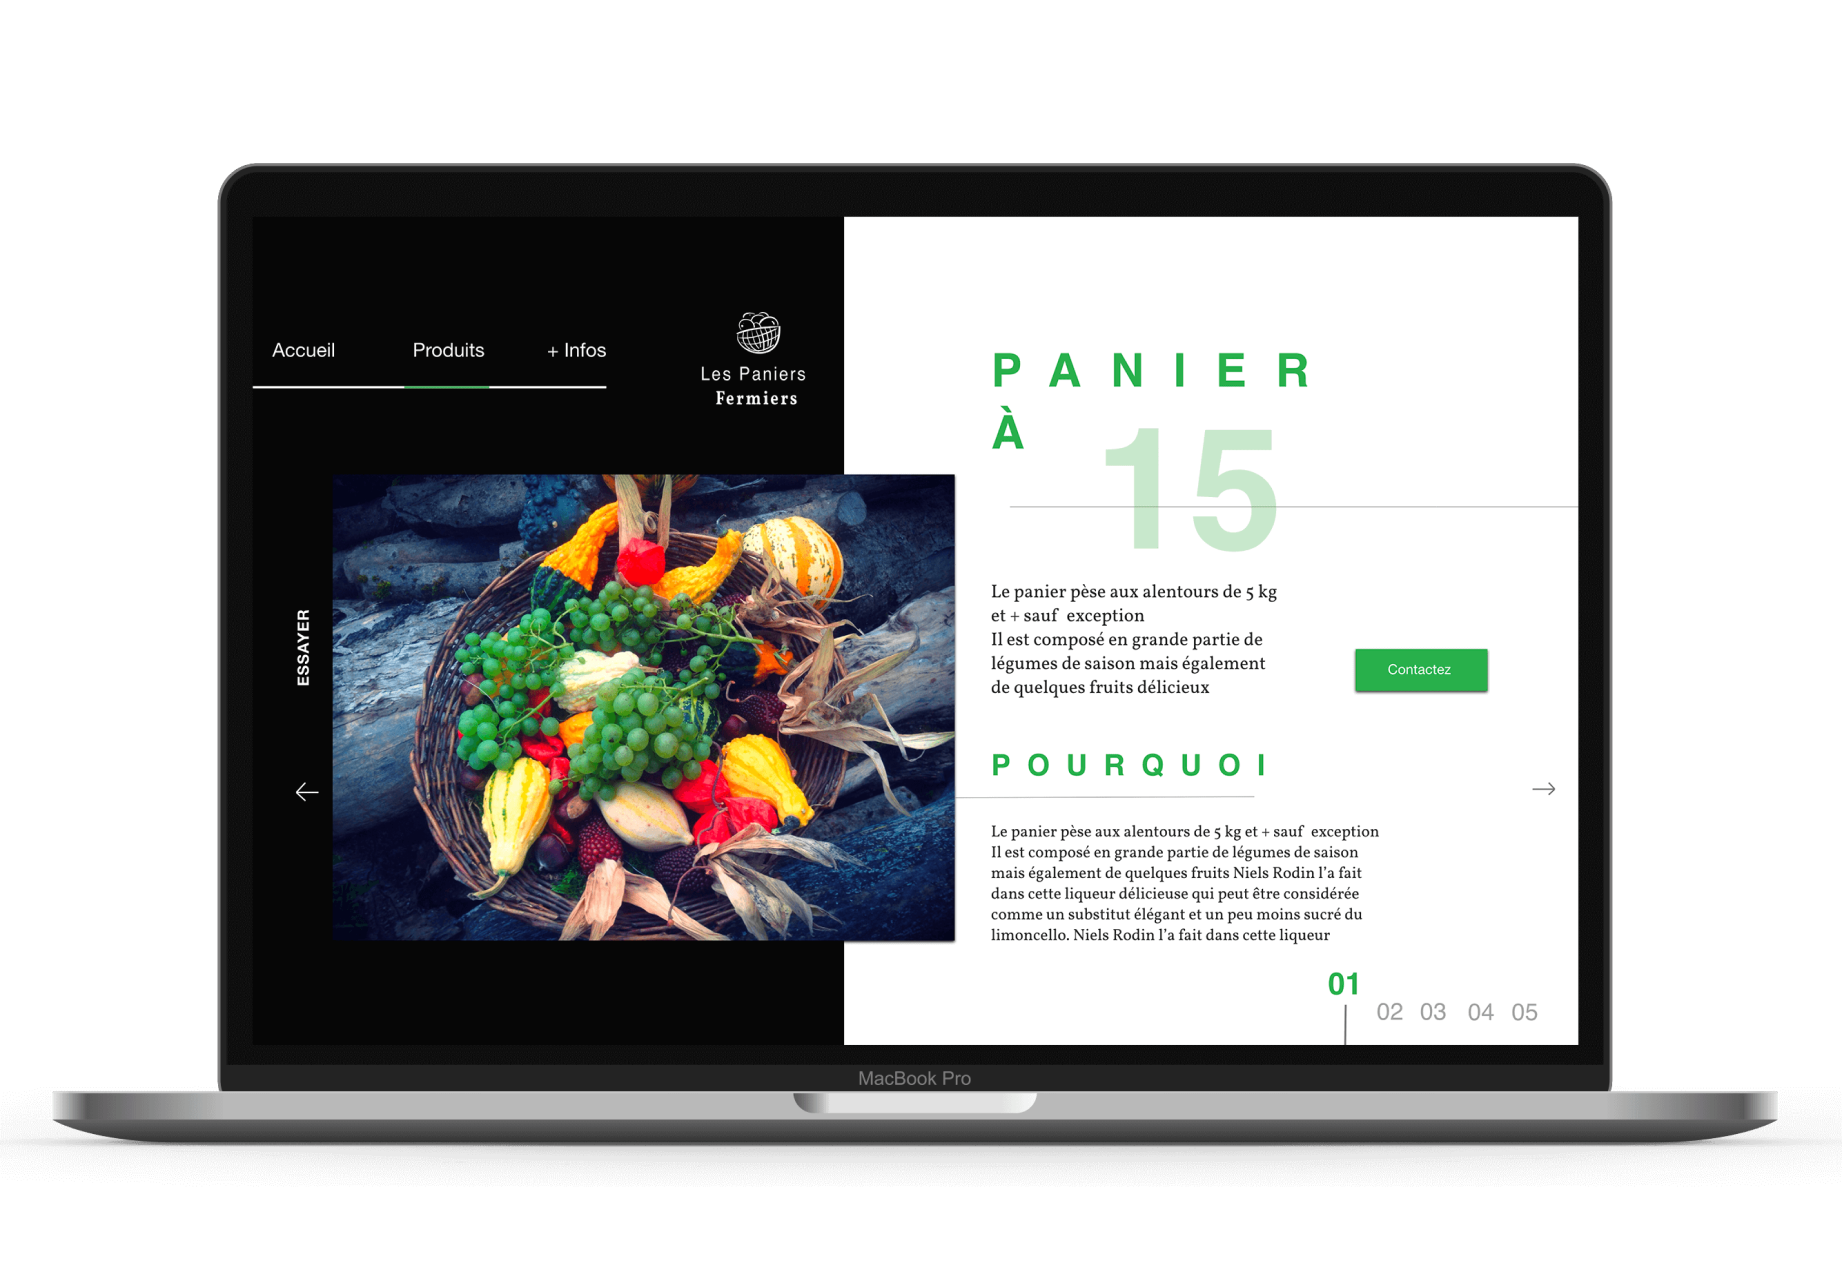 Accueil
Produits
+ Infos
Les Paniers
Fermiers
ESSAYER
PANIER
À
15
Le panier pèse aux alentours de 5 kg
et + sauf exception
Il est composé en grande partie de
légumes de saison mais également
de quelques fruits délicieux
Contactez
POURQUOI
Le panier pèse aux alentours de 5 kg et + sauf exception
Il est composé en grande partie de légumes de saison
mais également de quelques fruits Niels Rodin l'a fait
dans cette liqueur délicieuse qui peut être considérée
comme un substitut élégant et un peu moins sucré du
limoncello. Niels Rodin l'a fait dans cette liqueur
01
02 03 04 05
MacBook Pro